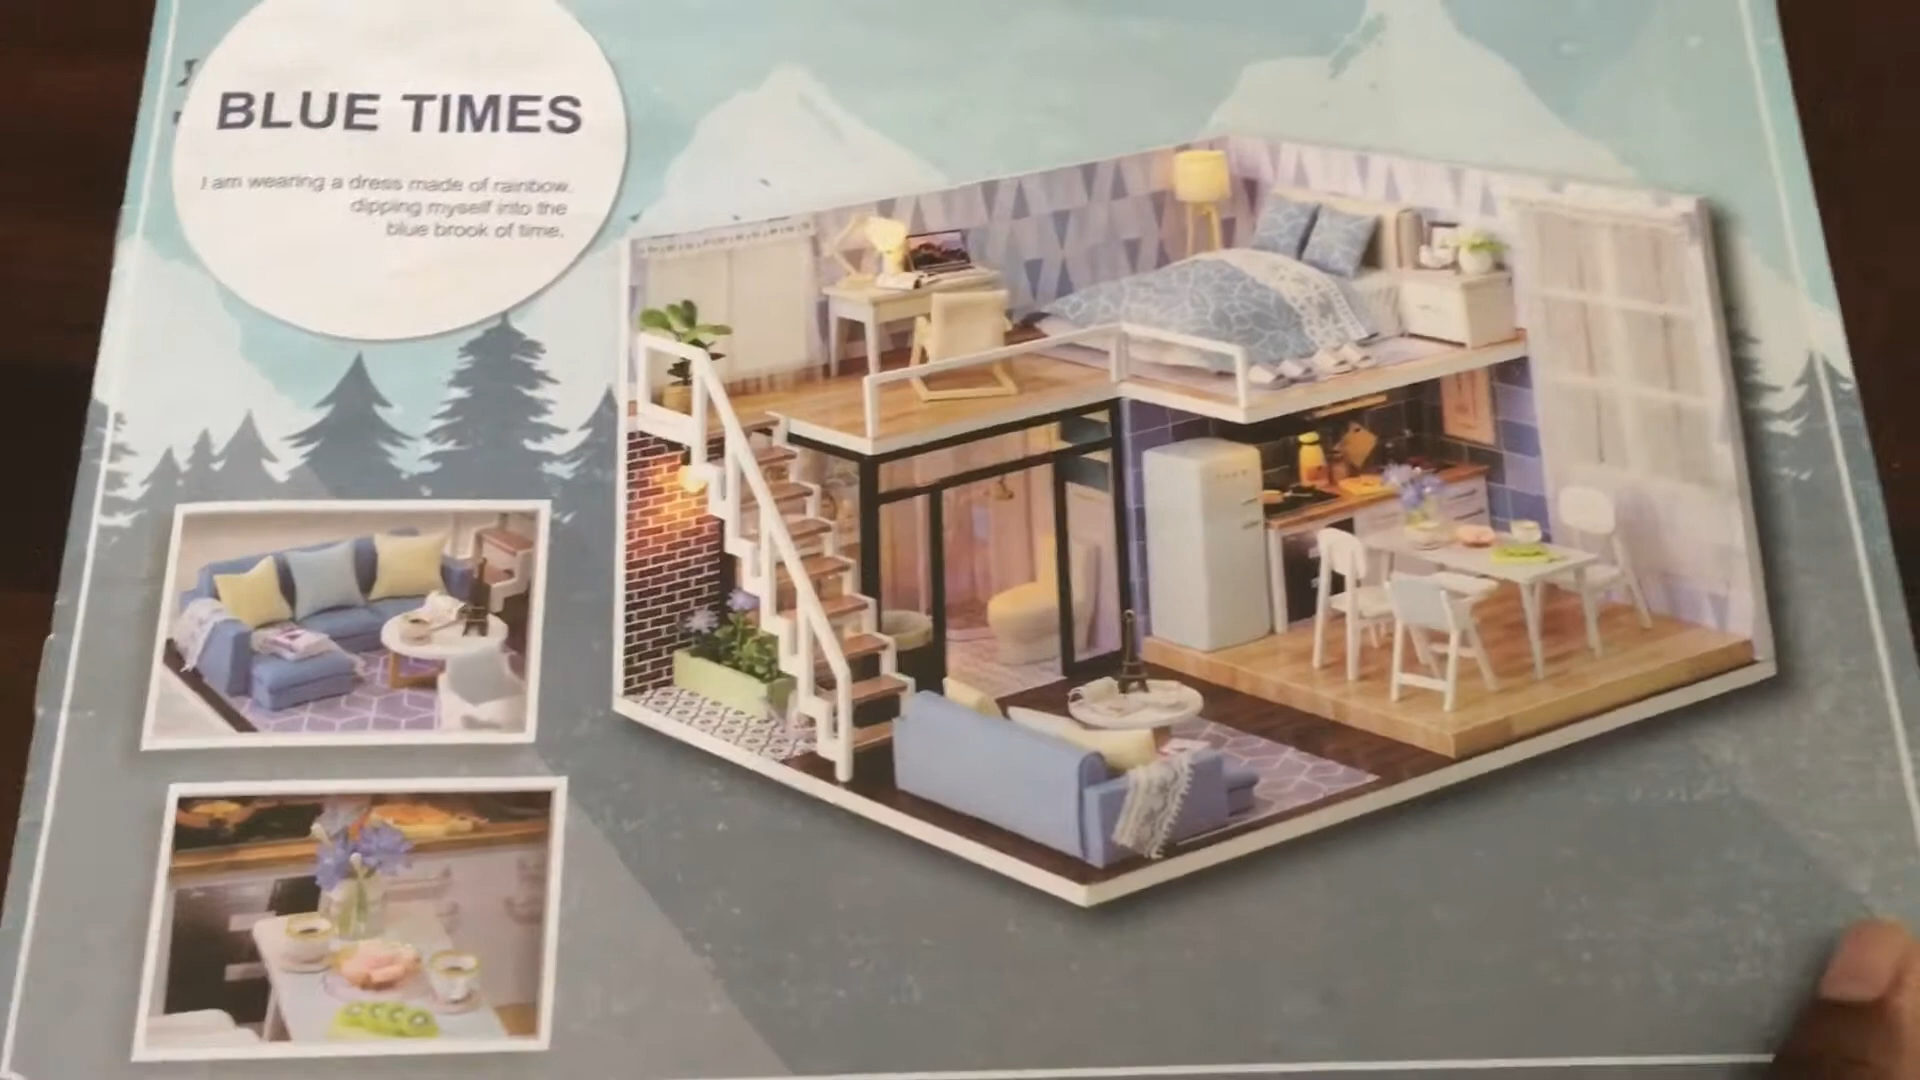 BLUE TIMES
I am wearing a dress made of rainbow,
dipping myself into the
blue brook of time.